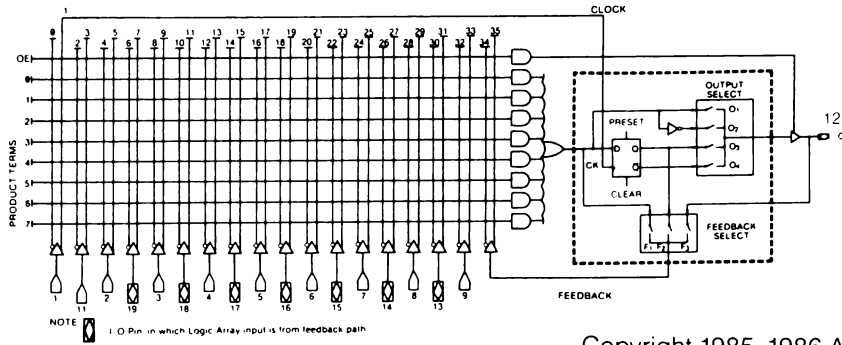 1
CLOCK
0 3 5 7 9 11 13 15 17 19 21 23 25 27 29 31 33 35
2 4 6 8 10 12 14 16 18 20 22 24 26 28 30 32 34
OE
0
1
2
3
4
5
6
7
PRODUCT TERMS
PRESET
CK
CLEAR
OUTPUT
SELECT
O1
O2
O3
O4
12
FEEDBACK
SELECT
F1 F2 F3
1 11 2 19 3 18 4 17 5 16 6 15 7 14 8 13 9
FEEDBACK
NOTE
I O Pin in which Logic Array input is from feedback path
Copyright 1985, 1986 A